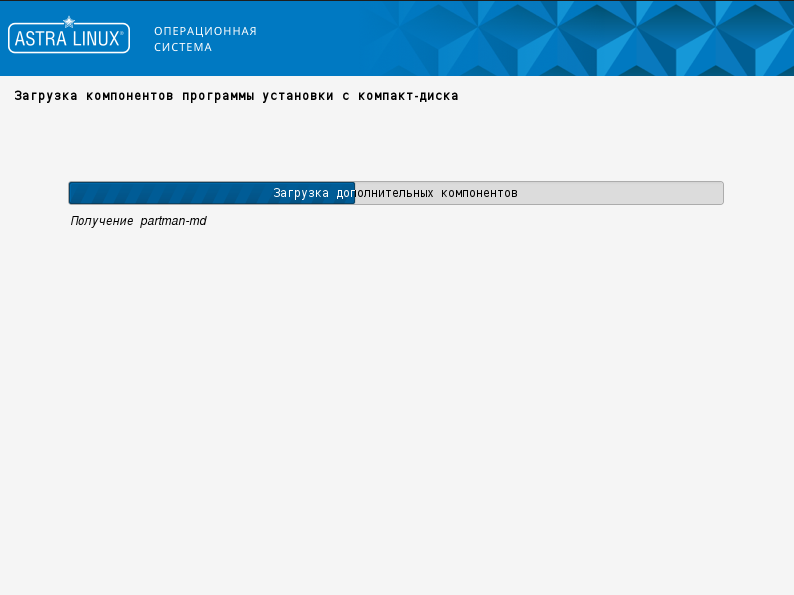 ASTRA LINUX®
ОПЕРАЦИОННАЯ
СИСТЕМА
Загрузка компонентов программы установки с компакт-диска
Загрузка дополнительных компонентов
Получение partman-md